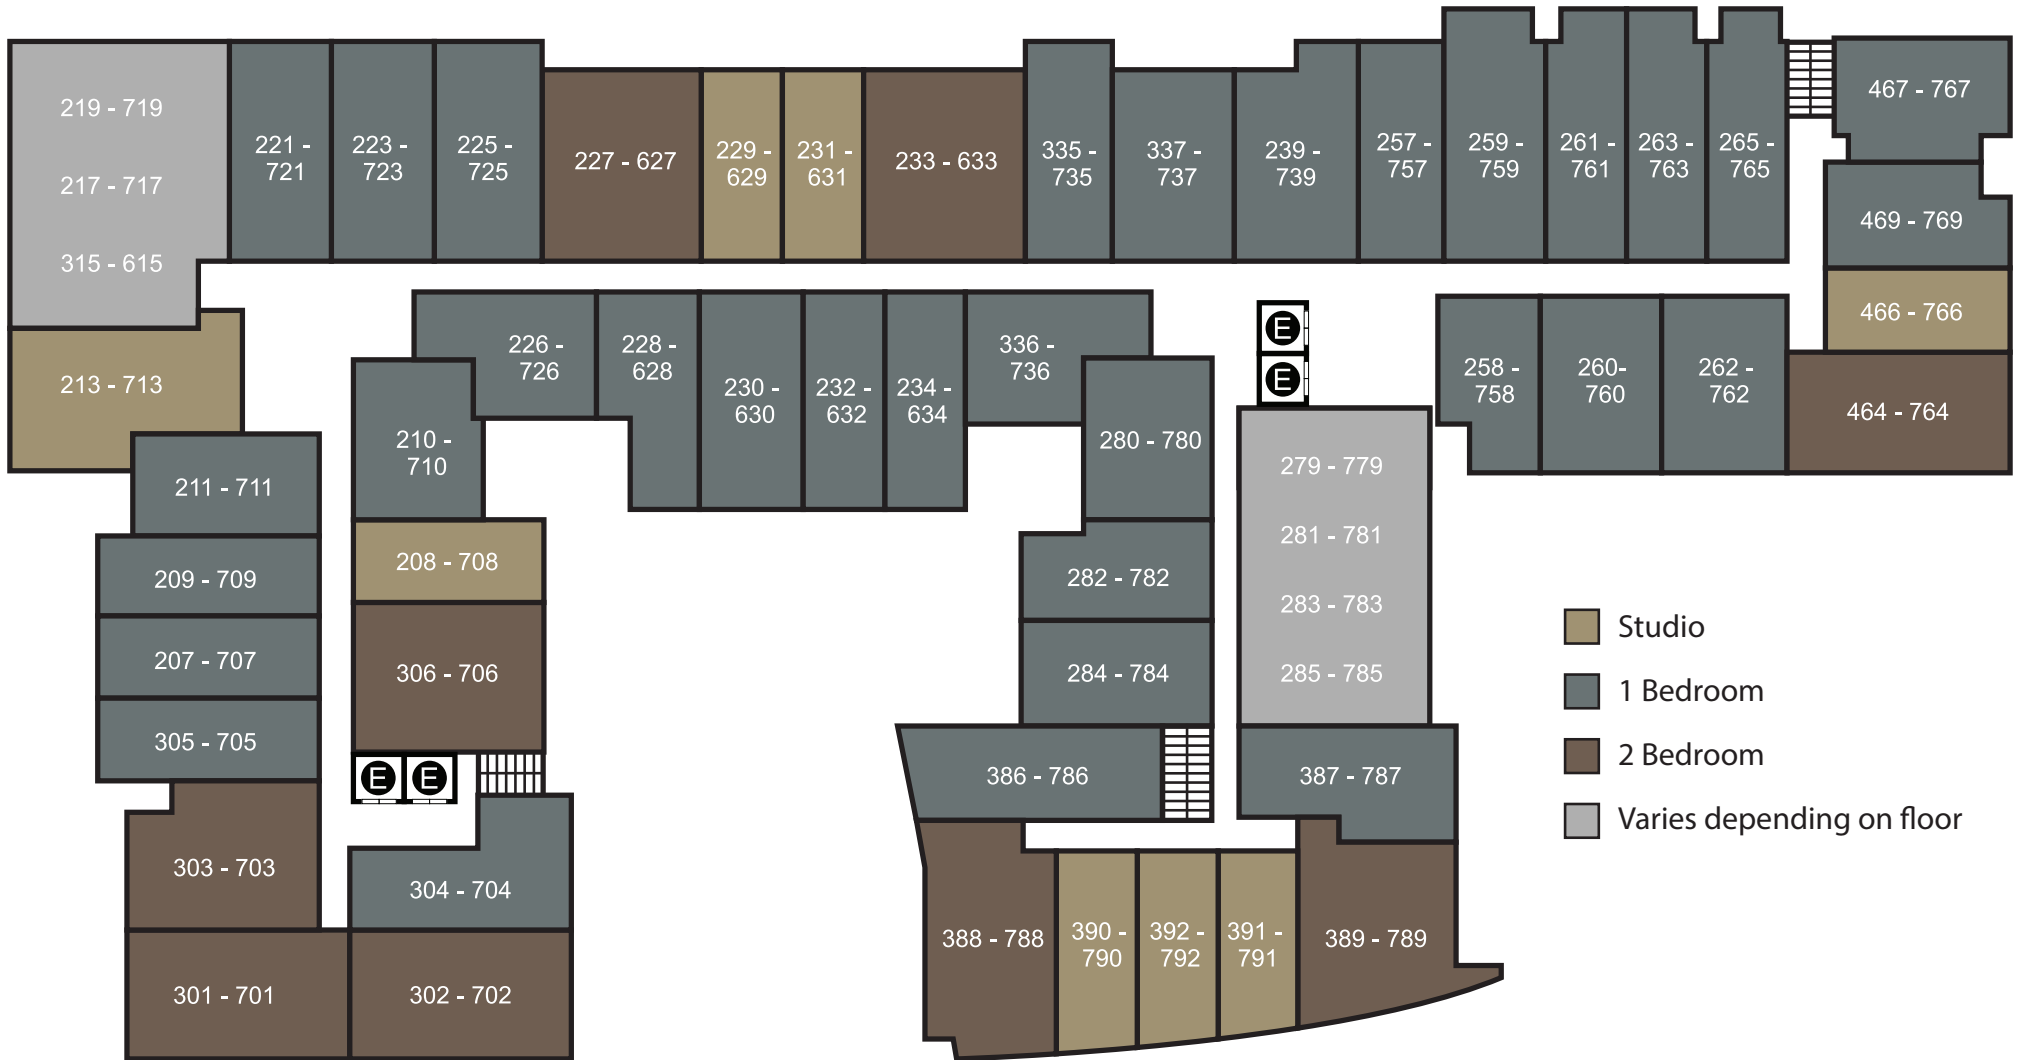 219 - 719
217 - 717
315 - 615
221 -
721
223 -
723
225 -
725
227 - 627
229 -
629
231 -
631
233 - 633
335 -
735
337 -
737
239 -
739
257 -
757
259 -
759
261 -
761
263 -
763
265 -
765
467 - 767
469 - 769
466 - 766
464 - 764
213 - 713
226 -
726
228 -
628
230 -
630
232 -
632
234 -
634
336 -
736
E
E
258 -
758
260-
760
262 -
762
210 -
710
280 - 780
279 - 779
281 - 781
283 - 783
285 - 785
211 - 711
209 - 709
207 - 707
305 - 705
208 - 708
306 - 706
282 - 782
284 - 784
E
E
386 - 786
387 - 787
303 - 703
304 - 704
301 - 701
302 - 702
388 - 788
390 -
790
392 -
792
391 -
791
389 - 789
Studio
1 Bedroom
2 Bedroom
Varies depending on floor